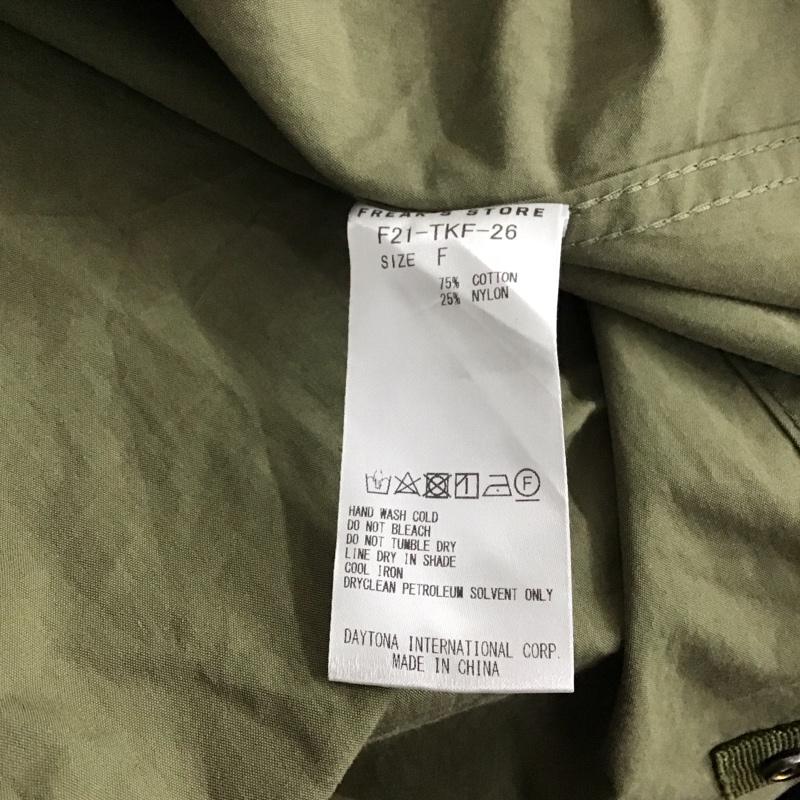 FREAK'S STORE
F21-TKF-26
SIZE F
75% COTTON
25% NYLON
F
HAND WASH COLD
DO NOT BLEACH
DO NOT TUMBLE DRY
LINE DRY IN SHADE
COOL IRON
DRYCLEAN PETROLEUM SOLVENT ONLY
DAYTONA INTERNATIONAL CORP.
MADE IN CHINA